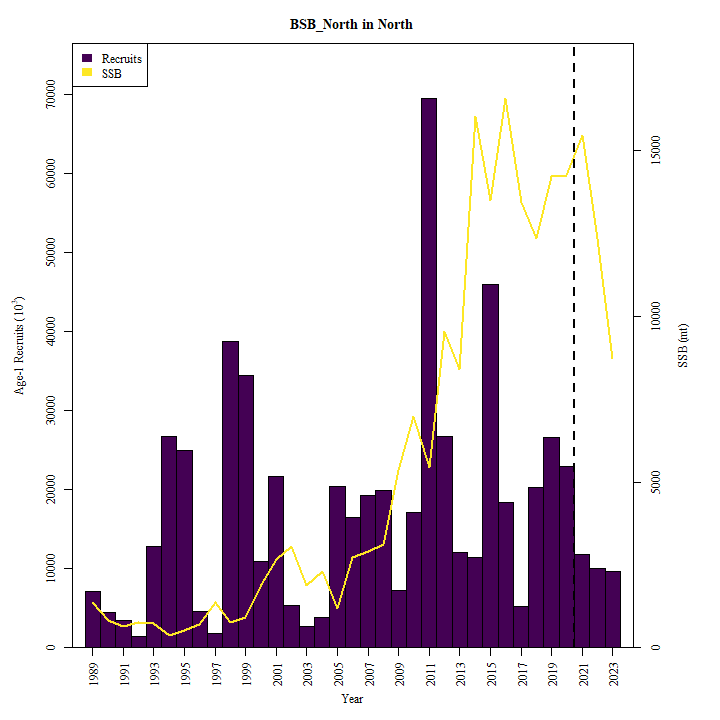 BSB_North in North
Recruits
SSB
70000
60000
50000
40000
30000
20000
10000
0
Age-1 Recruits (10³)
15000
10000
5000
0
SSB (mt)
1989 1991 1993 1995 1997 1999 2001 2003 2005 2007 2009 2011 2013 2015 2017 2019 2021 2023
Year